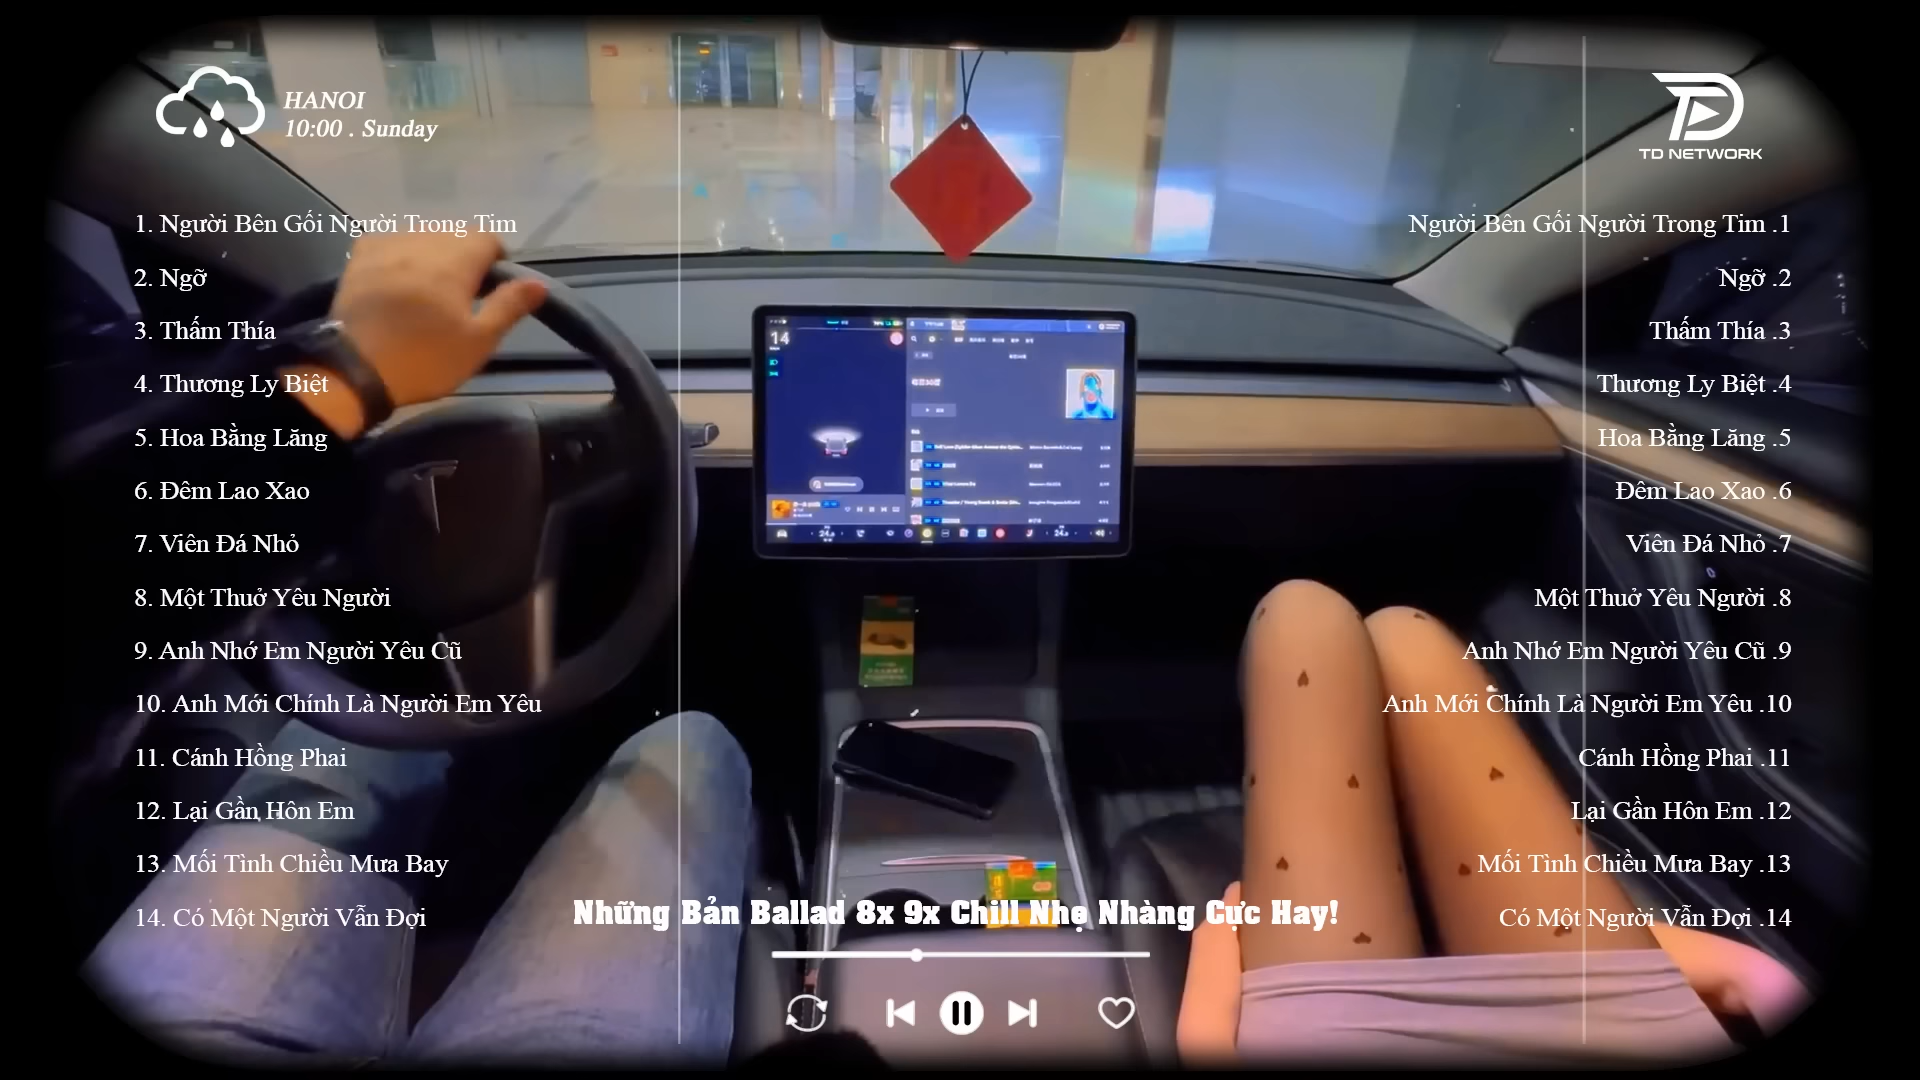 HANOI
10:00 . Sunday
TD NETWORK
1. Người Bên Gối Người Trong Tim
2. Ngỡ
3. Thấm Thía
4. Thương Ly Biệt
5. Hoa Bằng Lăng
6. Đêm Lao Xao
7. Viên Đá Nhỏ
8. Một Thuở Yêu Người
9. Anh Nhớ Em Người Yêu Cũ
10. Anh Mới Chính Là Người Em Yêu
11. Cánh Hồng Phai
12. Lại Gần Hôn Em
13. Mối Tình Chiều Mưa Bay
14. Có Một Người Vẫn Đợi
14
Người Bên Gối Người Trong Tim .1
Ngỡ .2
Thấm Thía .3
Thương Ly Biệt .4
Hoa Bằng Lăng .5
Đêm Lao Xao .6
Viên Đá Nhỏ .7
Một Thuở Yêu Người .8
Anh Nhớ Em Người Yêu Cũ .9
Anh Mới Chính Là Người Em Yêu .10
Cánh Hồng Phai .11
Lại Gần Hôn Em .12
Mối Tình Chiều Mưa Bay .13
Có Một Người Vẫn Đợi .14
Những Bản Ballad 8x 9x Chill Nhẹ Nhàng Cực Hay!